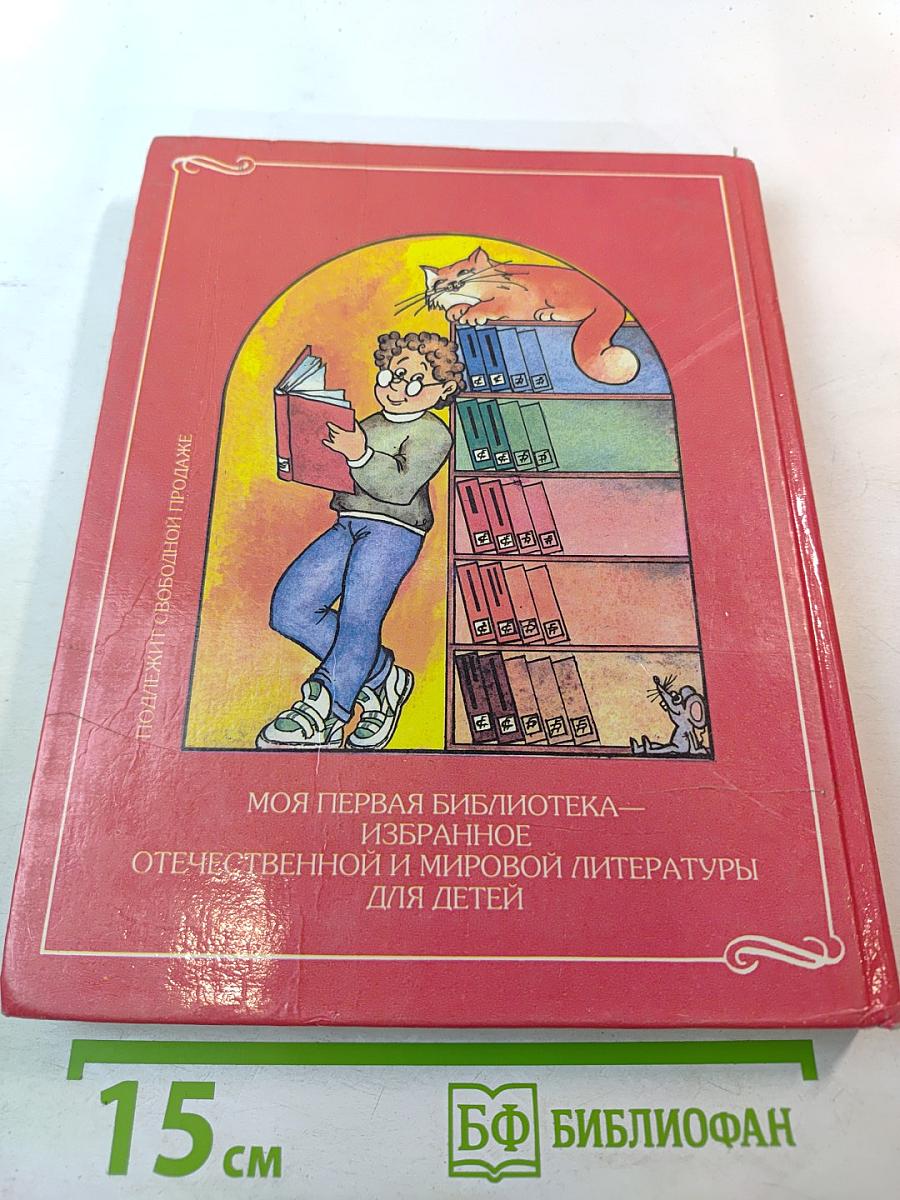 ПОДЛЕЖИТ СВОБОДНОЙ ПРОДАЖЕ
МОЯ ПЕРВАЯ БИБЛИОТЕКА—
ИЗБРАННОЕ
ОТЕЧЕСТВЕННОЙ И МИРОВОЙ ЛИТЕРАТУРЫ
ДЛЯ ДЕТЕЙ
15 см
БФ БИБЛИОФАН